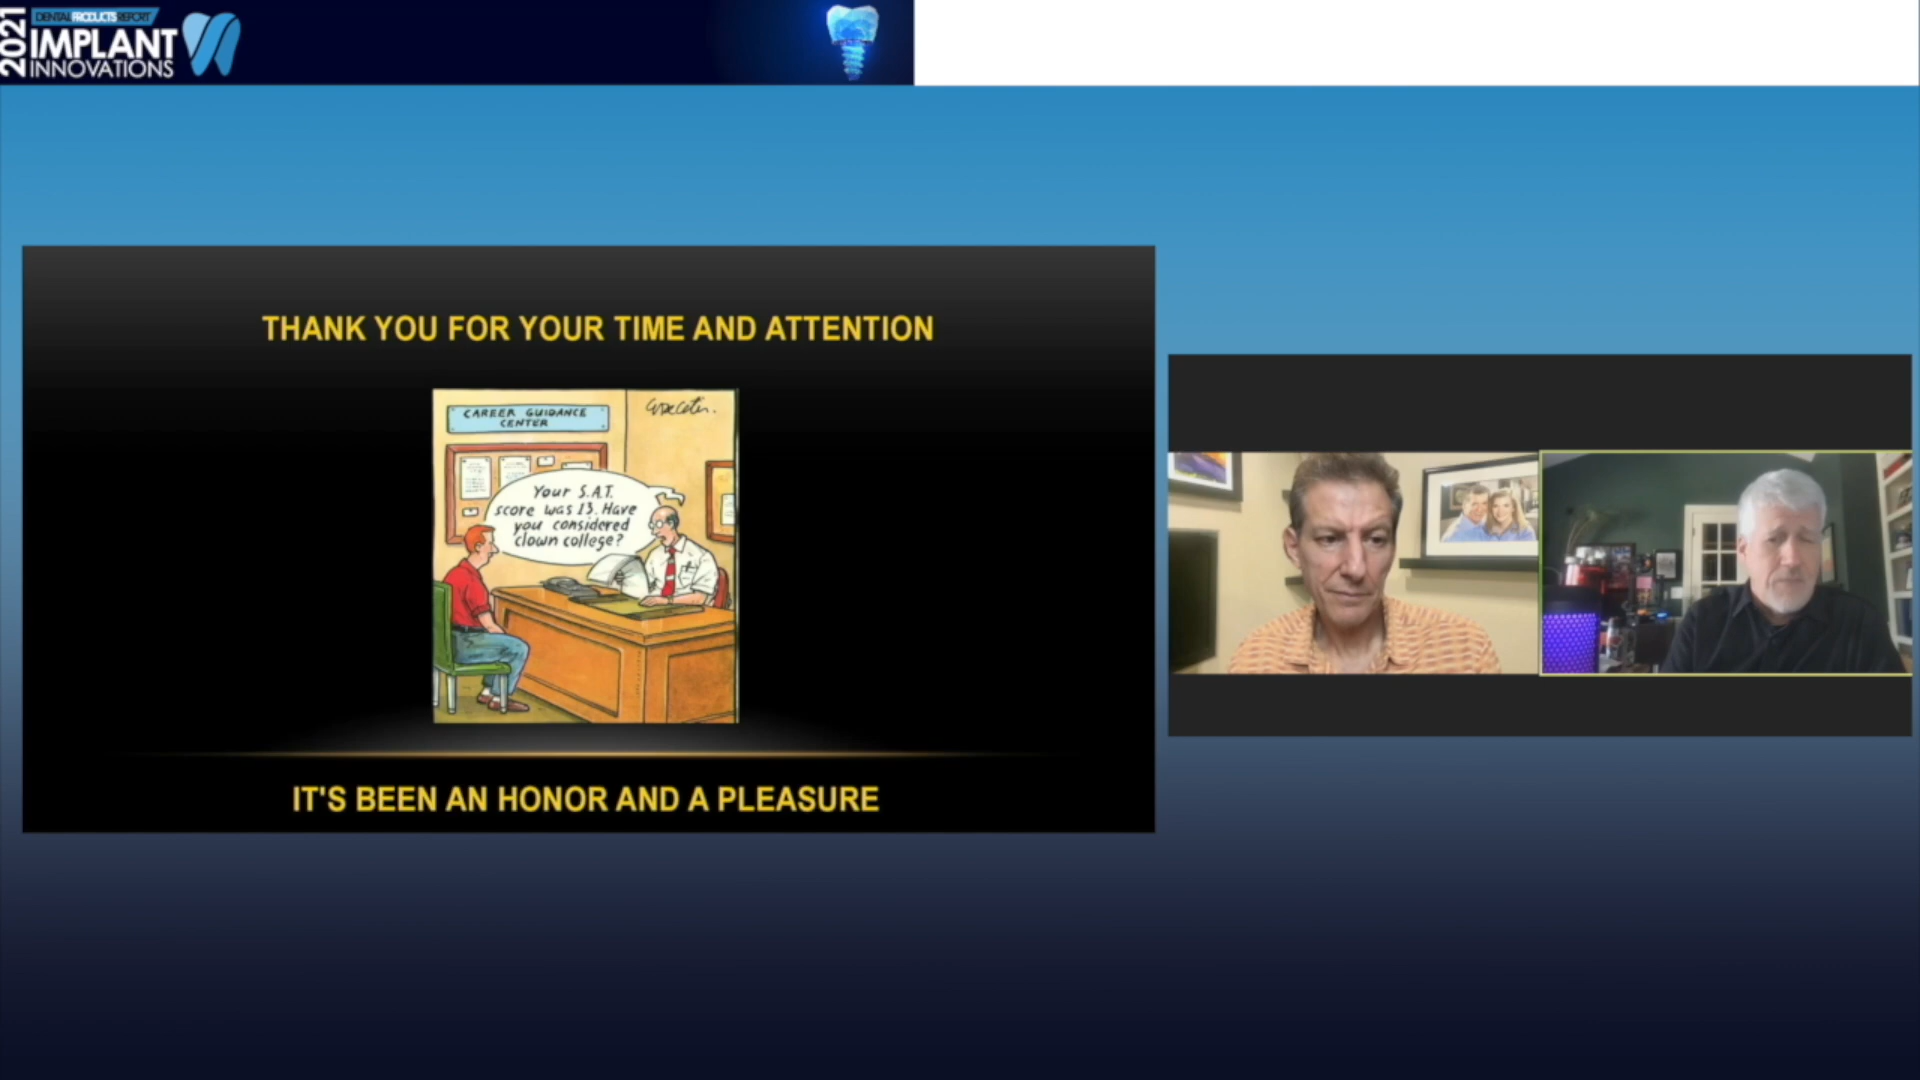 2021
DENTAL PRODUCTS REPORT
IMPLANT
INNOVATIONS
THANK YOU FOR YOUR TIME AND ATTENTION
CAREER GUIDANCE
CENTER
Your S.A.T.
score was 13. Have
you considered
clown college?
IT'S BEEN AN HONOR AND A PLEASURE